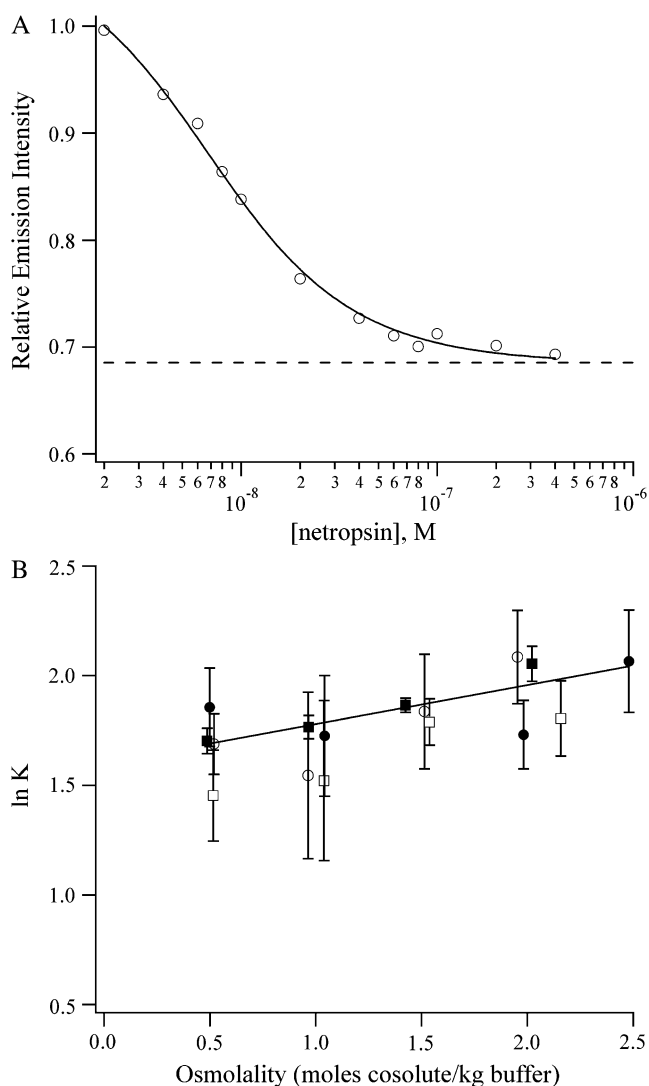 A
Relative Emission Intensity
1.0
0.9
0.8
0.7
0.6
2 3 4 5 6 7 8 2 3 4 5 6 7 8 2 3 4 5 6 7 8
10-8 10-7 10-6
[netropsin], M
B
ln K
2.5
2.0
1.5
1.0
0.5
0.0 0.5 1.0 1.5 2.0 2.5
Osmolality (moles cosolute/kg buffer)